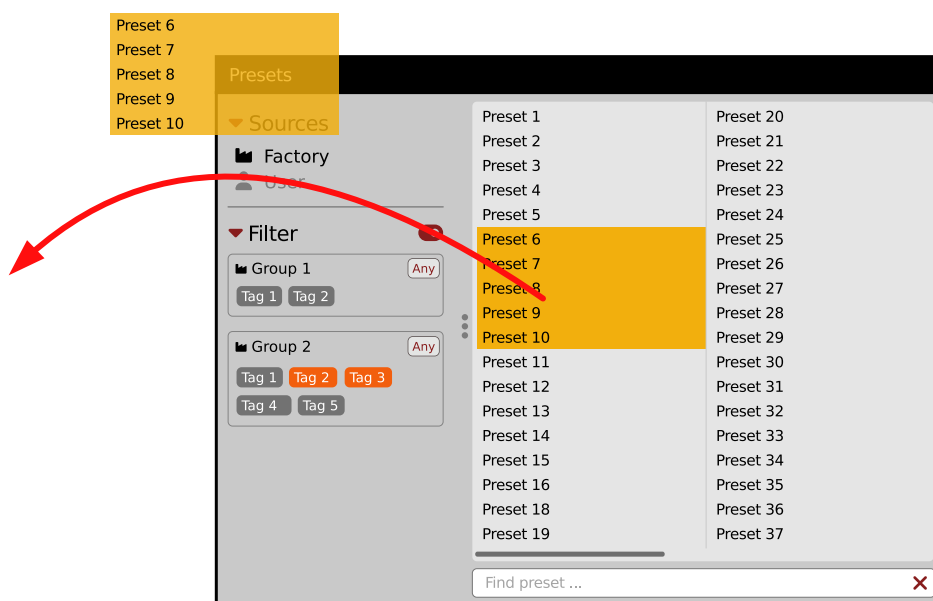 Preset 6
Preset 7
Preset 8
Preset 9
Preset 10
Presets
Sources
Factory
User
Filter
Group 1
Any
Tag 1 Tag 2
Group 2
Any
Tag 1 Tag 2 Tag 3
Tag 4 Tag 5
Preset 1
Preset 2
Preset 3
Preset 4
Preset 5
Preset 6
Preset 7
Preset 8
Preset 9
Preset 10
Preset 11
Preset 12
Preset 13
Preset 14
Preset 15
Preset 16
Preset 18
Preset 19
Preset 20
Preset 21
Preset 22
Preset 23
Preset 24
Preset 25
Preset 26
Preset 27
Preset 28
Preset 29
Preset 30
Preset 31
Preset 32
Preset 33
Preset 34
Preset 35
Preset 36
Preset 37
Find preset ...